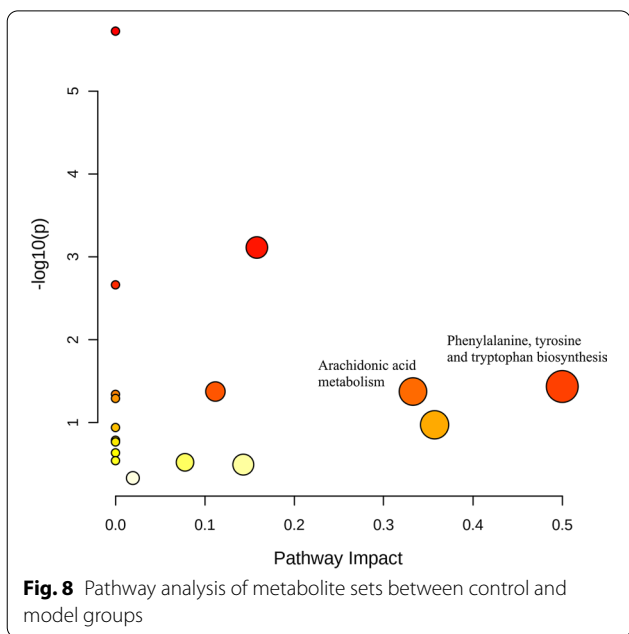 5
4
-log10(p)
3
2
Phenylalanine, tyrosine
and tryptophan biosynthesis
Arachidonic acid
metabolism
1
0.0 0.1 0.2 0.3 0.4 0.5
Pathway Impact
Fig. 8 Pathway analysis of metabolite sets between control and
model groups